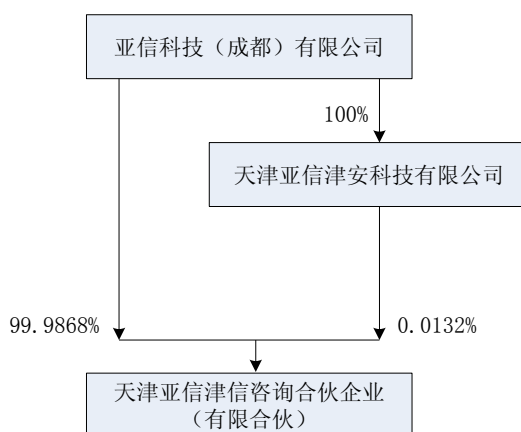 亚信科技（成都）有限公司
100%
天津亚信津安科技有限公司
99.9868%
0.0132%
天津亚信津信咨询合伙企业
（有限合伙）